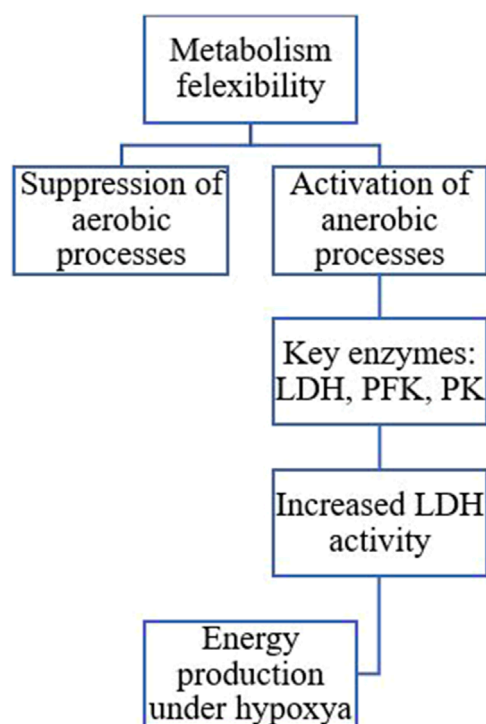 Metabolism
felexibility
Suppression of
aerobic
processes
Activation of
anerobic
processes
Key enzymes:
LDH, PFK, PK
Increased LDH
activity
Energy
production
under hypoxya